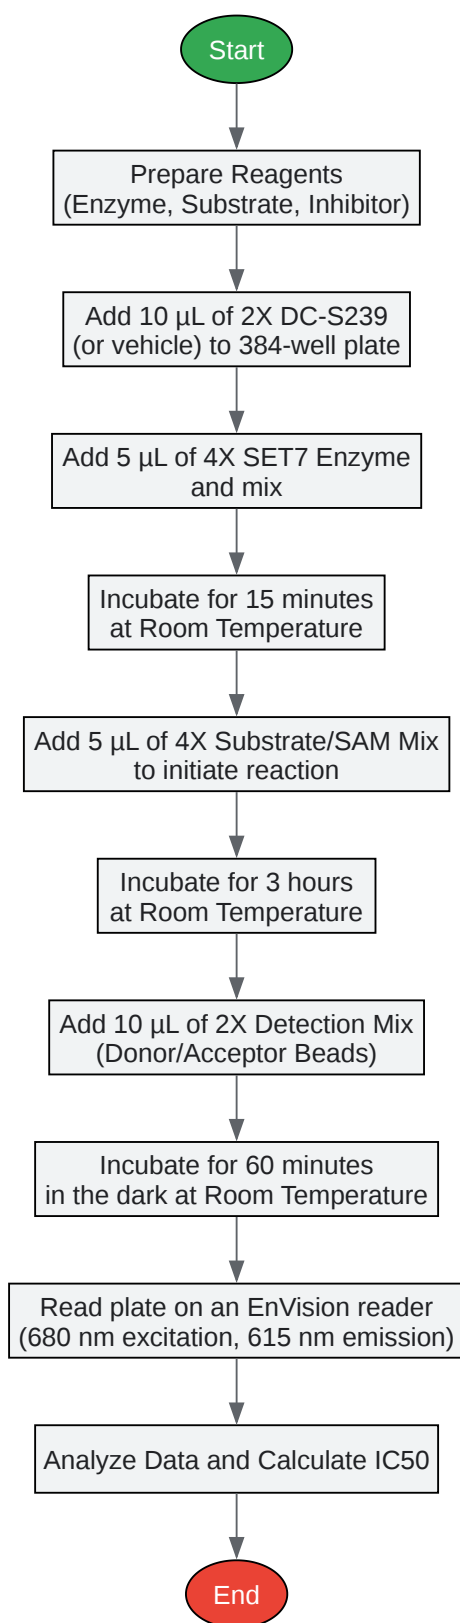 Start
Prepare Reagents
(Enzyme, Substrate, Inhibitor)
Add 10 µL of 2X DC-S239
(or vehicle) to 384-well plate
Add 5 µL of 4X SET7 Enzyme
and mix
Incubate for 15 minutes
at Room Temperature
Add 5 µL of 4X Substrate/SAM Mix
to initiate reaction
Incubate for 3 hours
at Room Temperature
Add 10 µL of 2X Detection Mix
(Donor/Acceptor Beads)
Incubate for 60 minutes
in the dark at Room Temperature
Read plate on an EnVision reader
(680 nm excitation, 615 nm emission)
Analyze Data and Calculate IC50
End